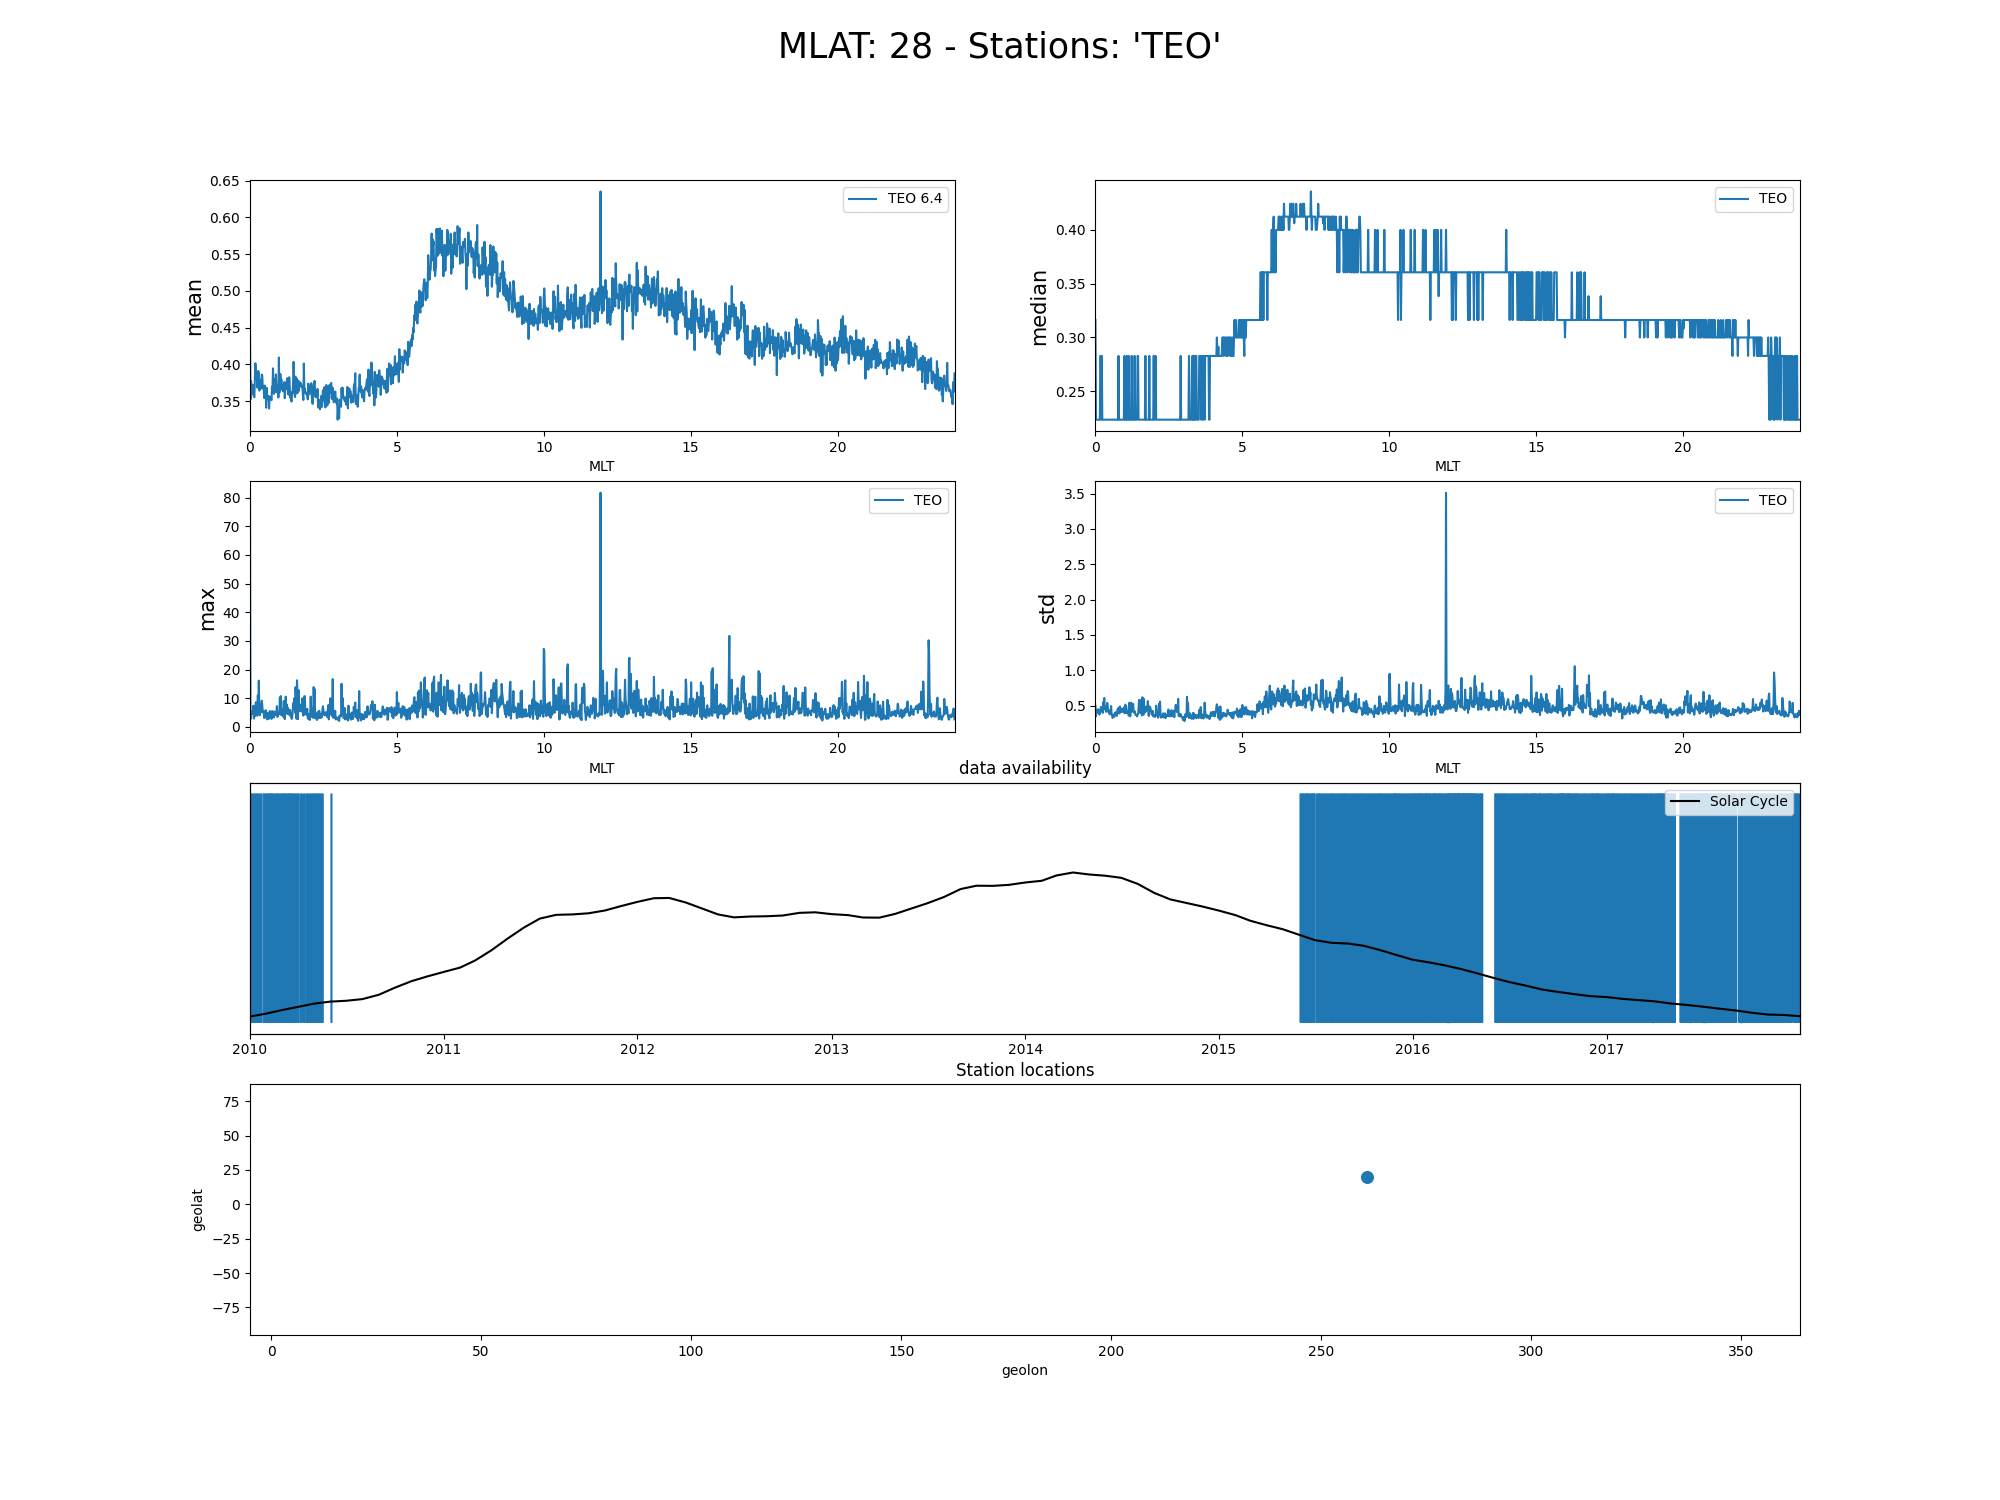 MLAT: 28 - Stations: 'TEO'
0.65
0.60
0.55
0.50
0.45
0.40
0.35
mean
TEO 6.4
0 5 10 15 20
MLT
0.40
0.35
0.30
0.25
median
TEO
0 5 10 15 20
MLT
80
70
60
50
40
30
20
10
0
max
TEO
0 5 10 15 20
MLT
3.5
3.0
2.5
2.0
1.5
1.0
0.5
std
TEO
0 5 10 15 20
MLT
data availability
Solar Cycle
2010 2011 2012 2013 2014 2015 2016 2017
Station locations
75
50
25
0
−25
−50
−75
geolat
0 50 100 150 200 250 300 350
geolon